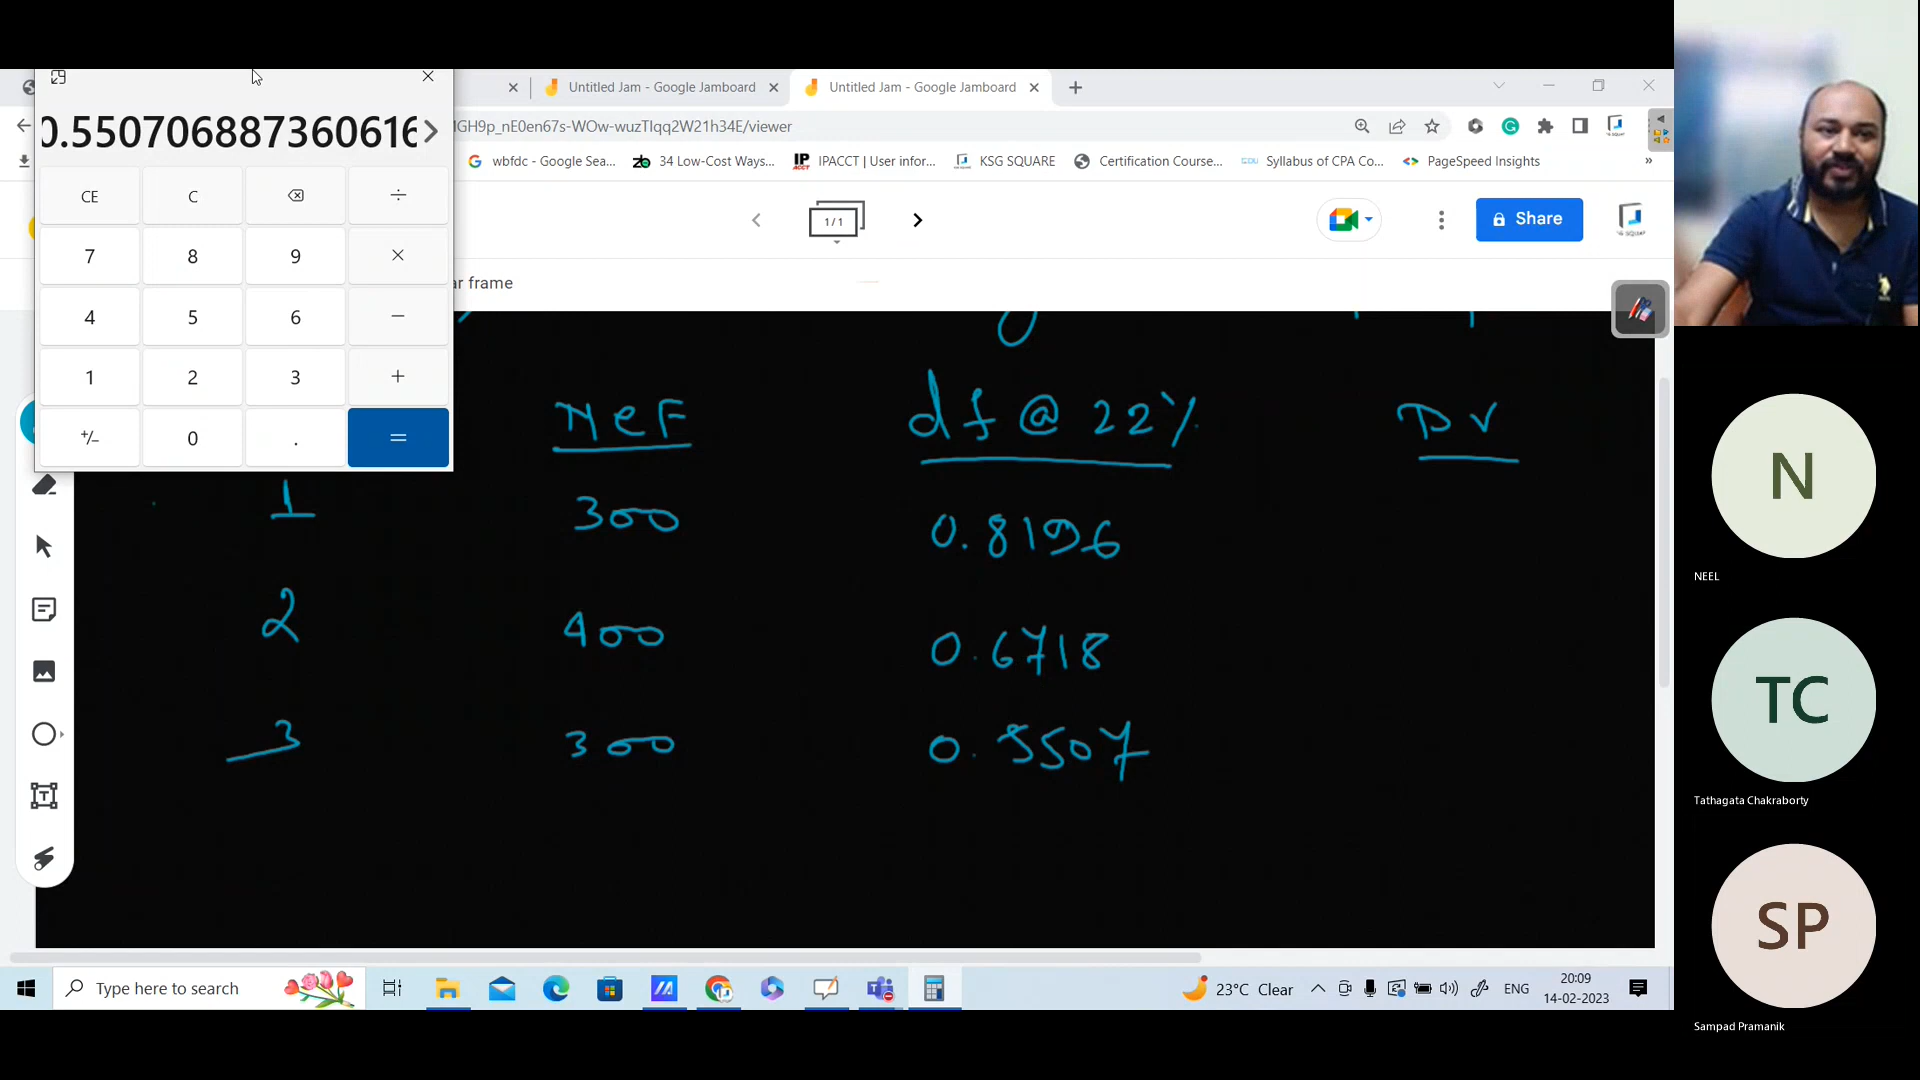 Untitled Jam - Google Jamboard
Untitled Jam - Google Jamboard
0.550706887360616
GH9p_nE0en67s-WOw-wuzTIqq2W21h34E/viewer
wbfdc - Google Sea...
34 Low-Cost Ways...
IPACCT | User infor...
KSG SQUARE
Certification Course...
Syllabus of CPA Co...
PageSpeed Insights
»
CE
C
÷
7
8
9
×
4
5
6
−
1
2
3
+
+/−
0
.
=
1/1
Share
ar frame
NCF
df @ 22%
DV
1
300
0.8196
2
400
0.6718
3
300
0.5507
N
NEEL
TC
Tathagata Chakraborty
SP
Sampad Pramanik
Type here to search
23°C Clear
ENG
20:09
14-02-2023